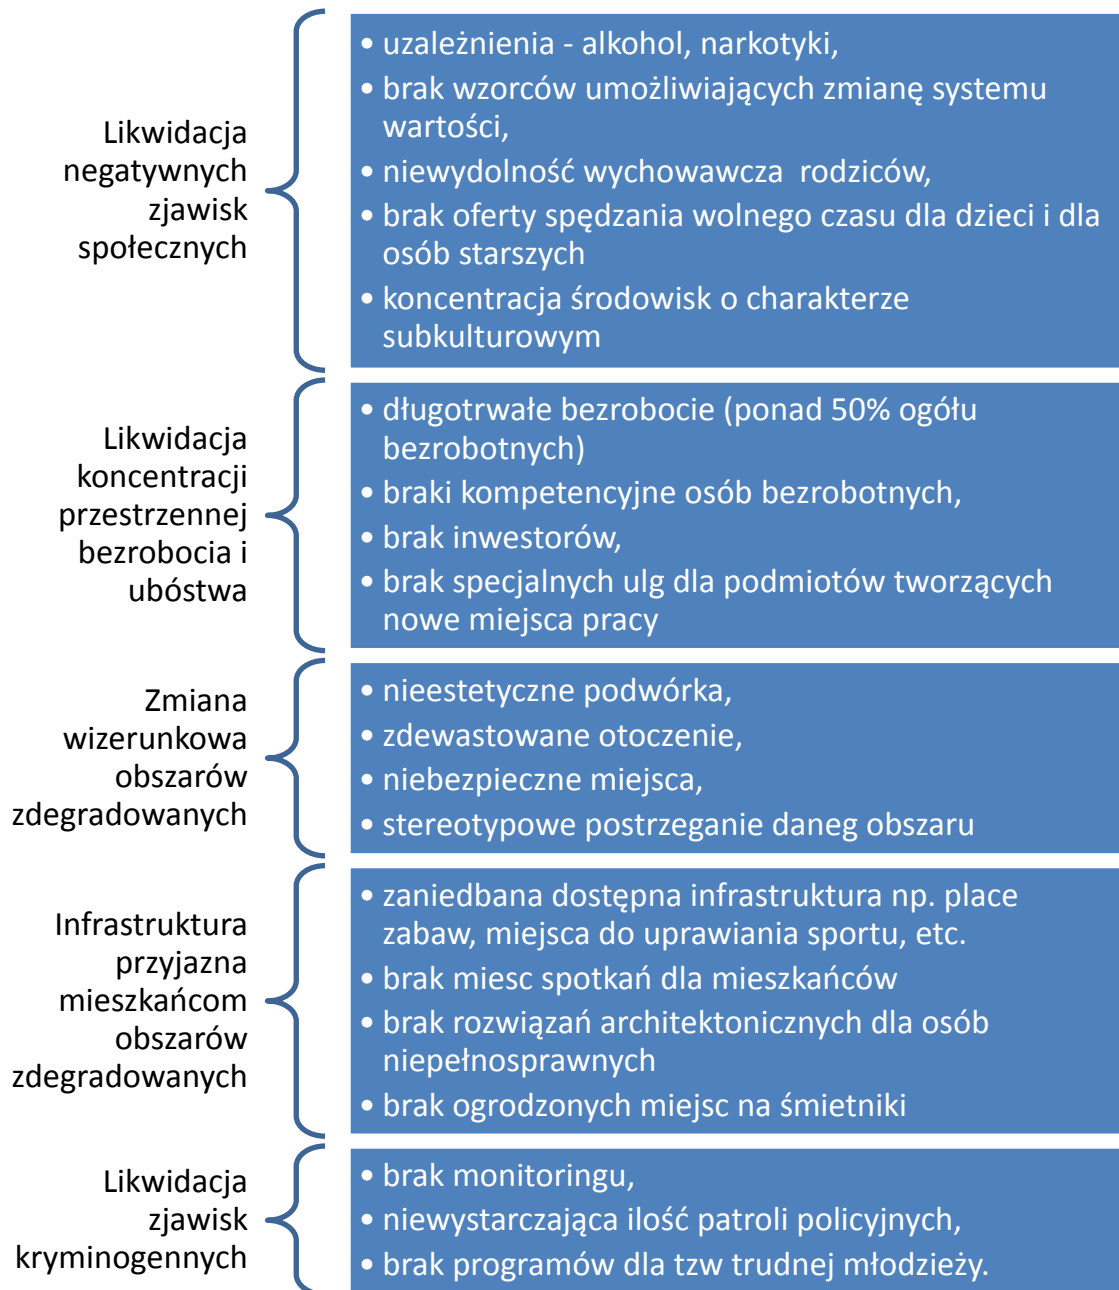 Likwidacja
negatywnych
zjawisk
społecznych
• uzależnienia - alkohol, narkotyki,
• brak wzorców umożliwiających zmianę systemu
wartości,
• niewydolność wychowawcza  rodziców,
• brak oferty spędzania wolnego czasu dla dzieci i dla
osób starszych
• koncentracja środowisk o charakterze
subkulturowym
Likwidacja
koncentracji
przestrzennej
bezrobocia i
ubóstwa
• długotrwałe bezrobocie (ponad 50% ogółu
bezrobotnych)
• braki kompetencyjne osób bezrobotnych,
• brak inwestorów,
• brak specjalnych ulg dla podmiotów tworzących
nowe miejsca pracy
Zmiana
wizerunkowa
obszarów
zdegradowanych
• nieestetyczne podwórka,
• zdewastowane otoczenie,
• niebezpieczne miejsca,
• stereotypowe postrzeganie daneg obszaru
Infrastruktura
przyjazna
mieszkańcom
obszarów
zdegradowanych
• zaniedbana dostępna infrastruktura np. place
zabaw, miejsca do uprawiania sportu, etc.
• brak miesc spotkań dla mieszkańców
• brak rozwiązań architektonicznych dla osób
niepełnosprawnych
• brak ogrodzonych miejsc na śmietniki
Likwidacja
zjawisk
kryminogennych
• brak monitoringu,
• niewystarczająca ilość patroli policyjnych,
• brak programów dla tzw trudnej młodzieży.